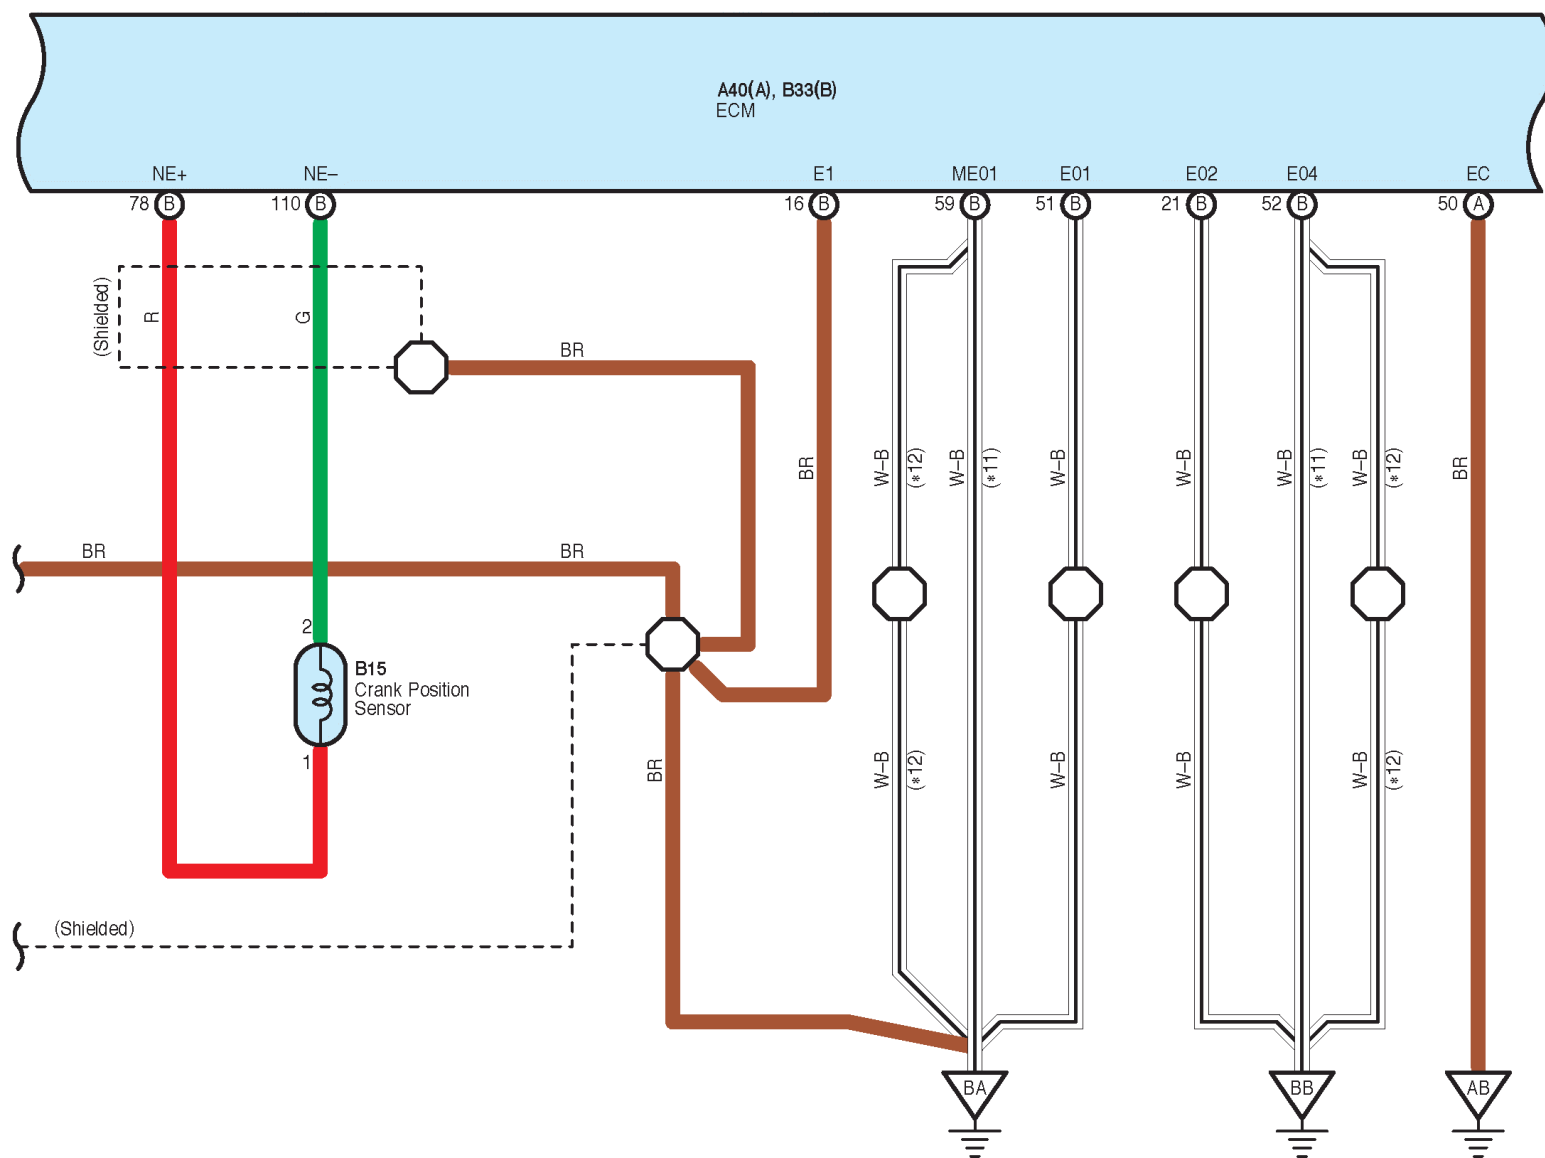 A40(A), B33(B)
ECM
NE+
NE–
E1
ME01
E01
E02
E04
EC
78 B
110 B
16 B
59 B
51 B
21 B
52 B
50 A
(Shielded)
R
G
BR
BR
W–B
(*12)
W–B
(*11)
W–B
W–B
W–B
(*11)
W–B
(*12)
BR
BR
BR
2
B15
Crank Position
Sensor
1
BR
W–B
(*12)
W–B
W–B
W–B
(*12)
(Shielded)
BA
BB
AB